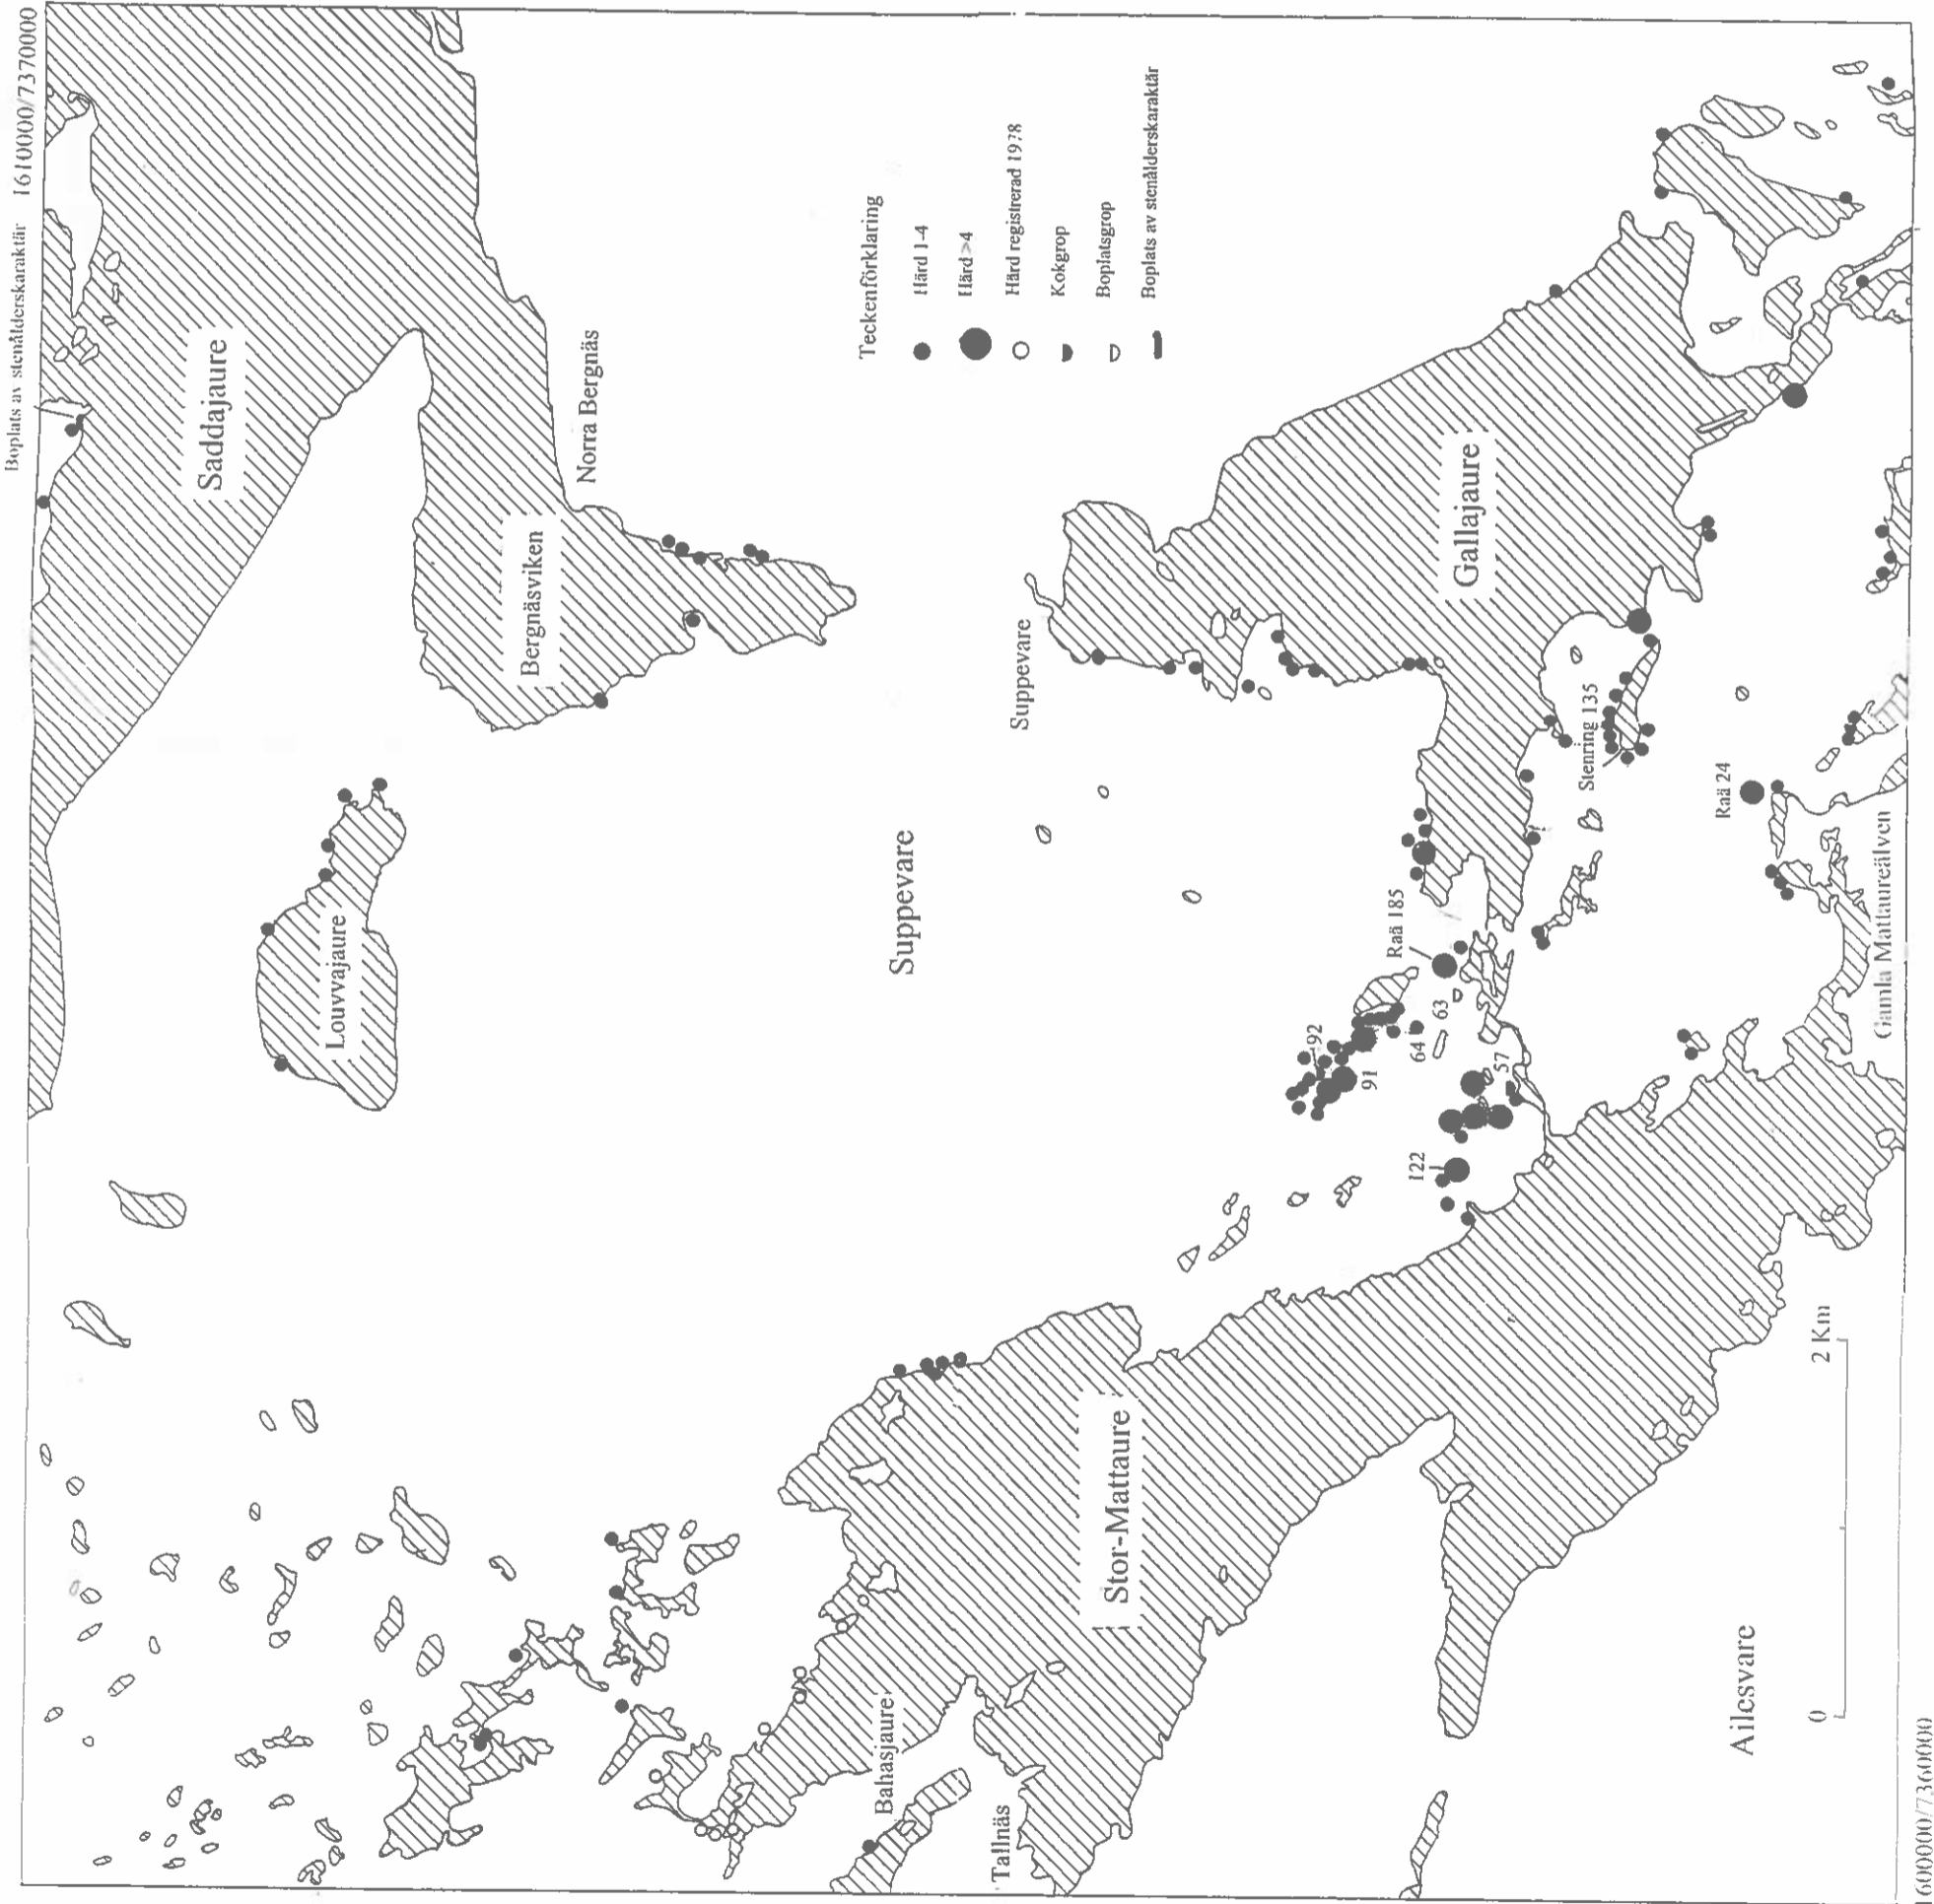 Boplats av stenålderskaraktär 1610000/7370000
Saddajaure
Norra Bergnäs
Bergnäsviken
Louvvajaure
Teckenförklaring
Härd 1-4
Härd >4
Härd registrerad 1978
Kokgrop
Boplatsgrop
Boplats av stenålderskaraktär
Suppevare
Suppevare
Gallajaure
Stenring 135
Raä 24
Raä 185
Gamla Mattaureälven
63
64
92
91
57
122
Stor-Mattaure
Bahasjaure
Tallnäs
Ailesvare
0 2 Km
1600000/7360000